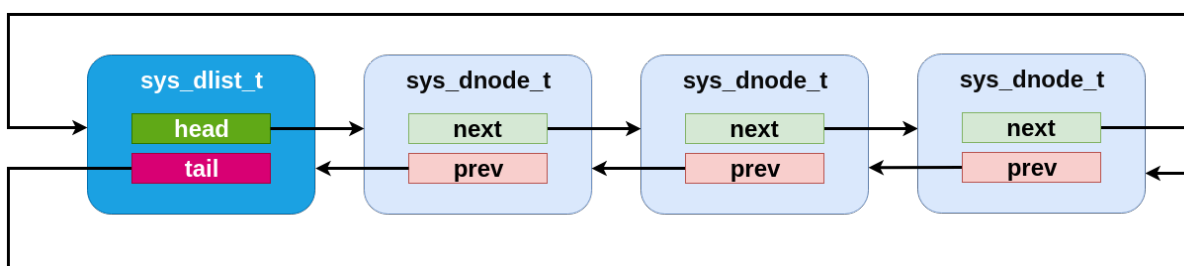 sys_dlist_t
head
tail
sys_dnode_t
next
prev
sys_dnode_t
next
prev
sys_dnode_t
next
prev